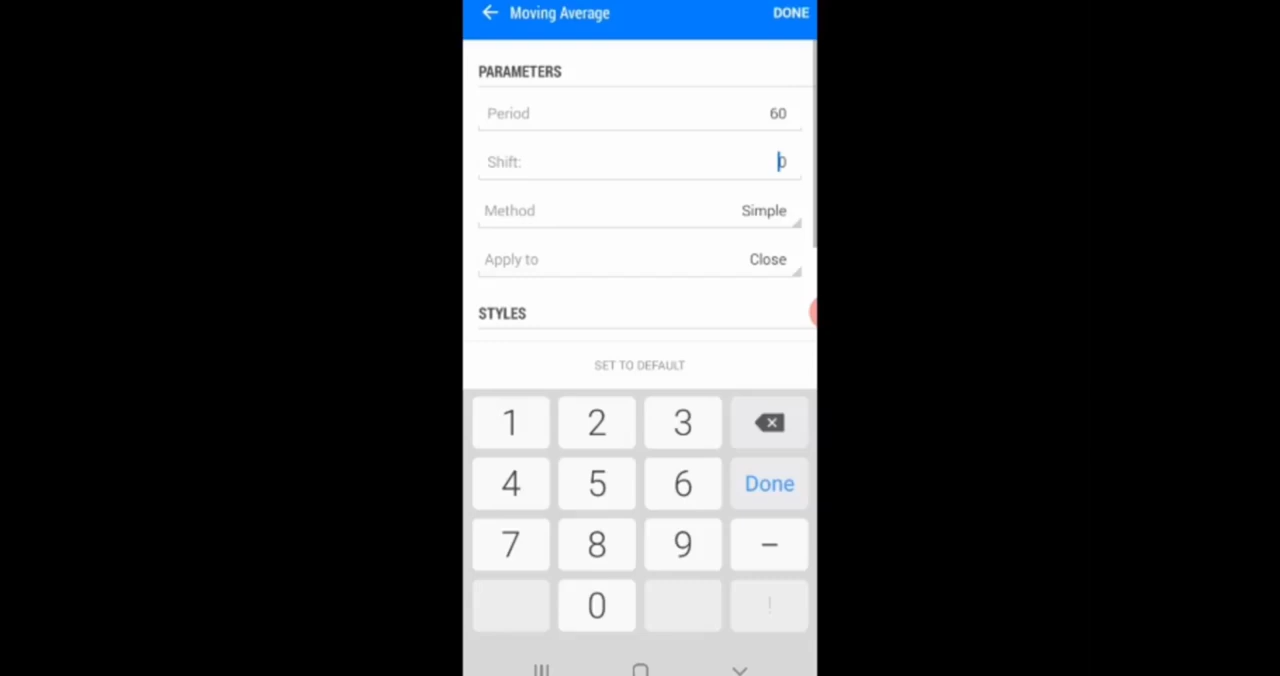 Moving Average DONE
PARAMETERS
Period 60
Shift: 0
Method Simple
Apply to Close
STYLES
SET TO DEFAULT
1 2 3
4 5 6 Done
7 8 9 –
0 !